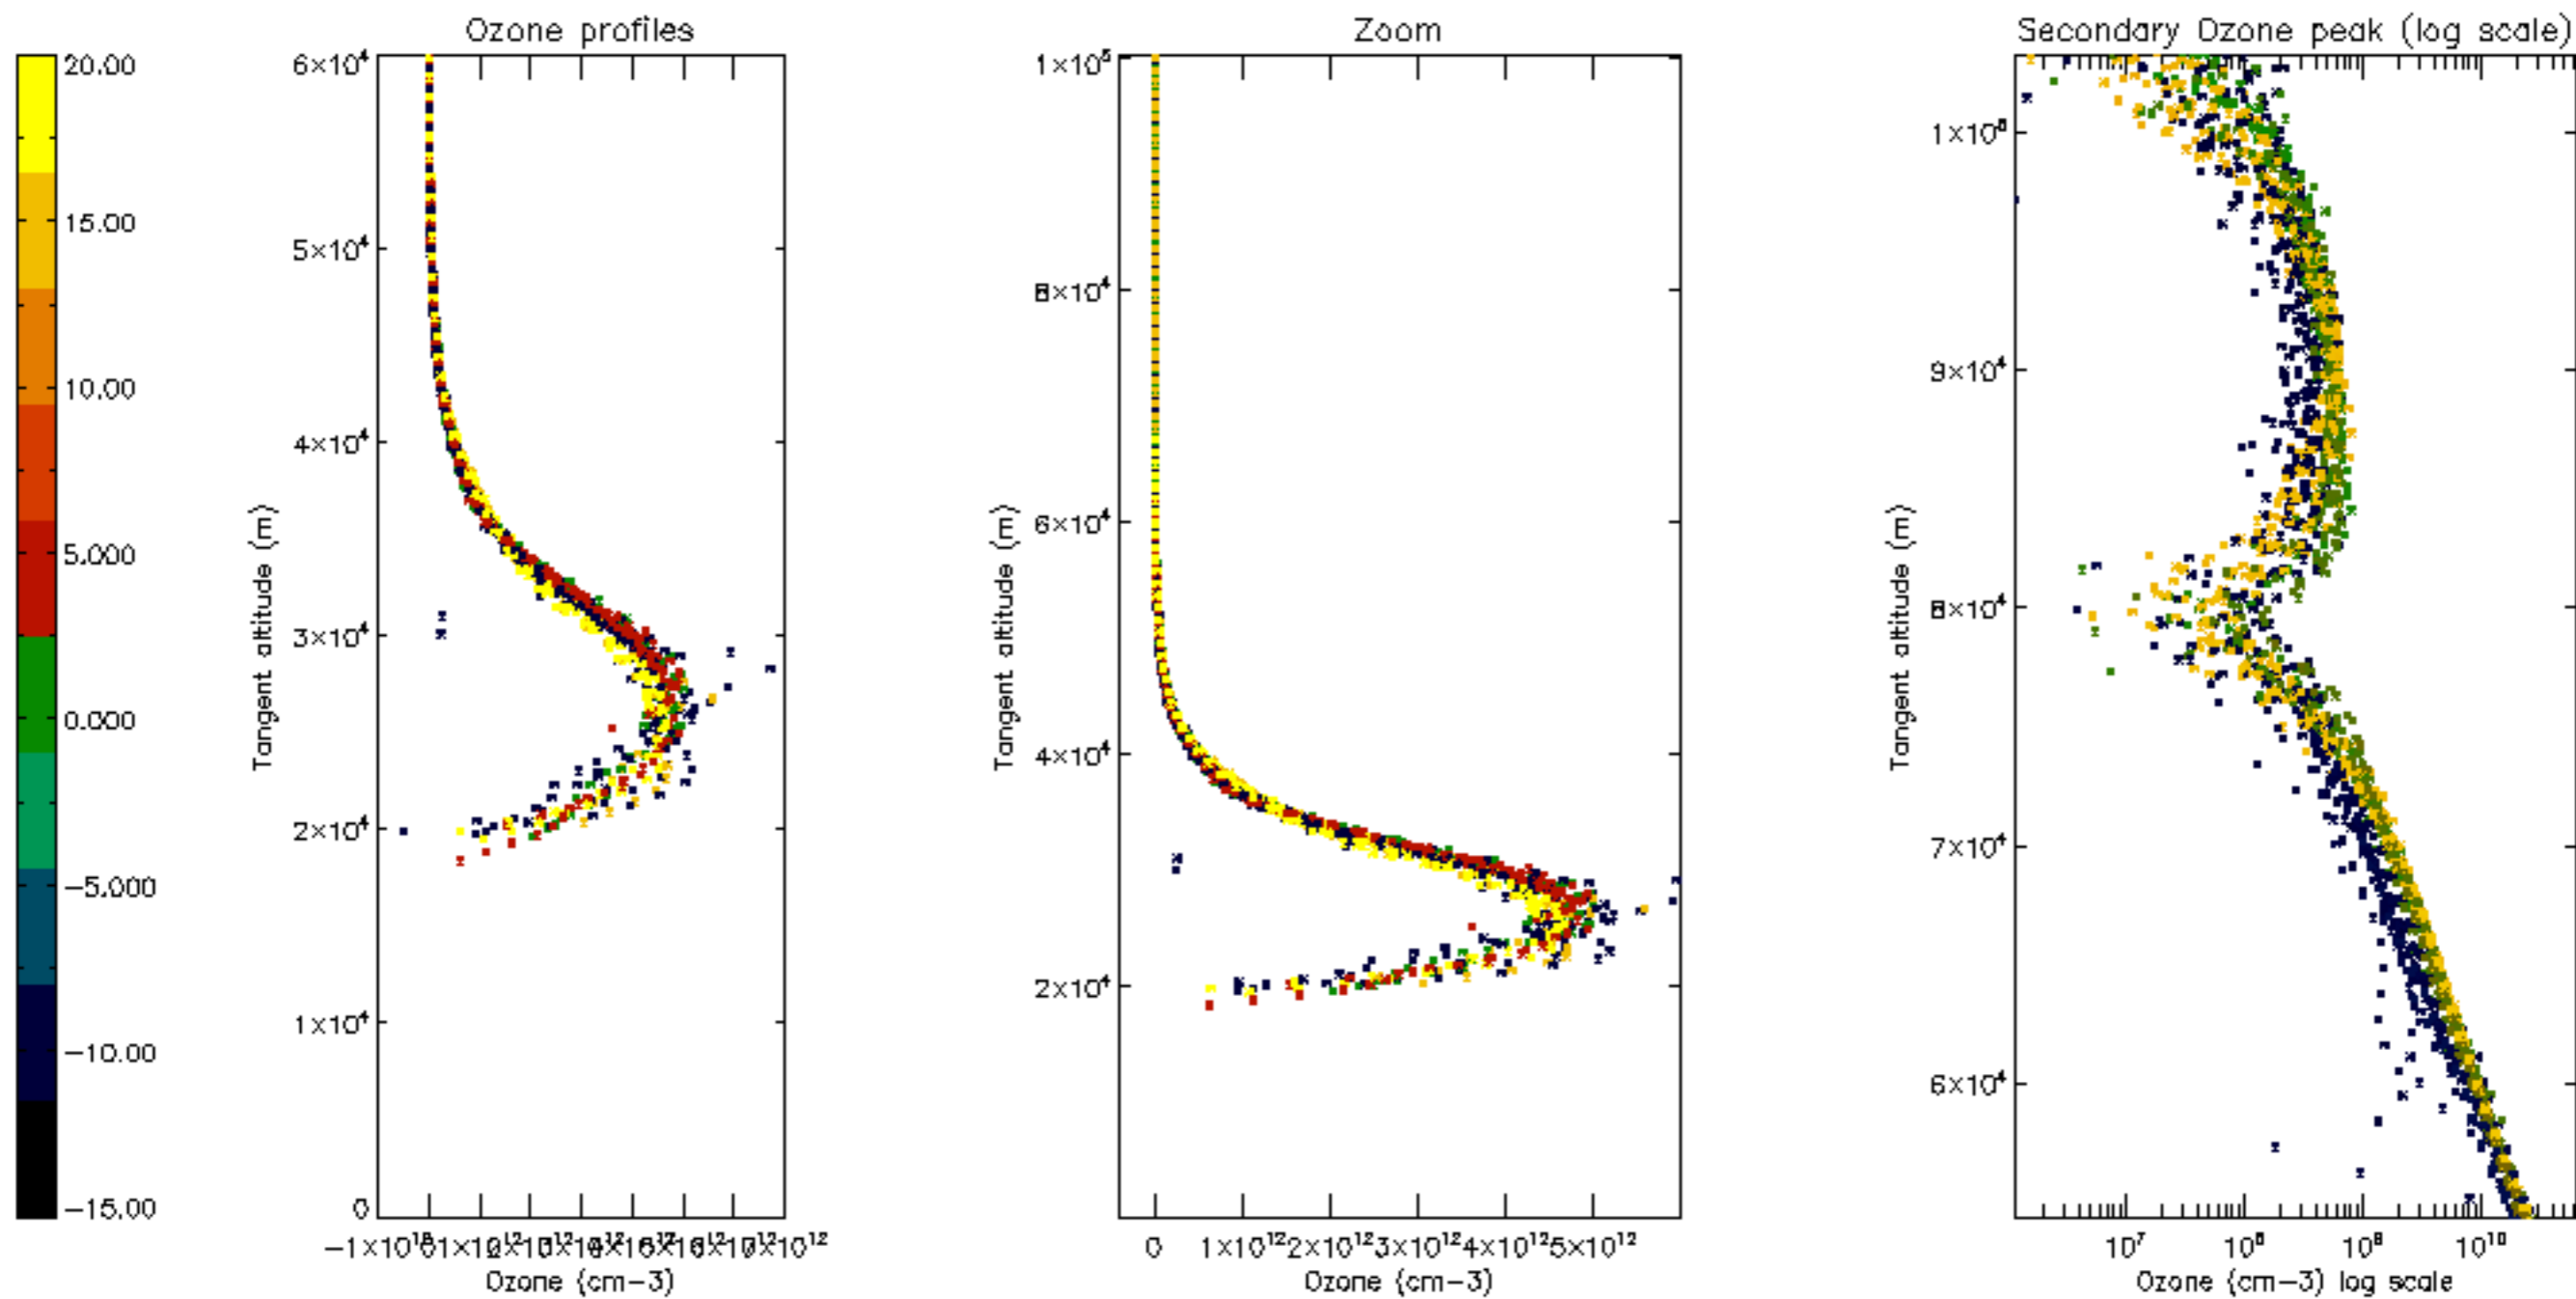 Ozone profiles
Zoom
Secondary Ozone peak (log scale)
20.00
15.00
10.00
5.000
0.000
−5.000
−10.00
−15.00
6×10⁴
5×10⁴
4×10⁴
3×10⁴
2×10⁴
1×10⁴
0
Tangent altitude (m)
Ozone (cm−3)
1×10⁵
8×10⁴
6×10⁴
4×10⁴
2×10⁴
Tangent altitude (m)
0 1×10¹² 2×10¹² 3×10¹² 4×10¹² 5×10¹²
Ozone (cm−3)
9×10⁴
8×10⁴
7×10⁴
6×10⁴
Tangent altitude (m)
10⁷ 10⁸ 10⁹ 10¹⁰
Ozone (cm−3) log scale